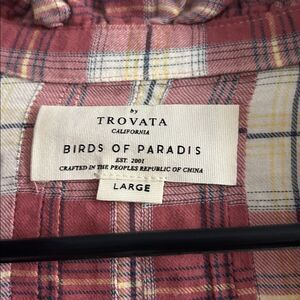 by
TROVATA
CALIFORNIA
BIRDS OF PARADIS
EST. 2001
CRAFTED IN THE PEOPLES REPUBLIC OF CHINA
LARGE